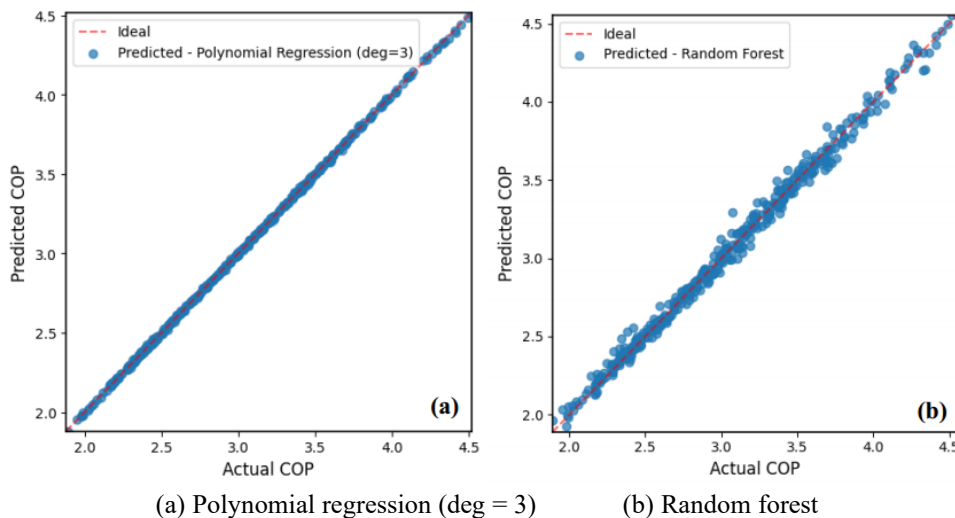 Ideal
Predicted - Polynomial Regression (deg=3)
Predicted COP
4.5
4.0
3.5
3.0
2.5
2.0
(a)
2.0 2.5 3.0 3.5 4.0 4.5
Actual COP
Ideal
Predicted - Random Forest
Predicted COP
4.5
4.0
3.5
3.0
2.5
2.0
(b)
2.0 2.5 3.0 3.5 4.0 4.5
Actual COP
(a) Polynomial regression (deg = 3) (b) Random forest